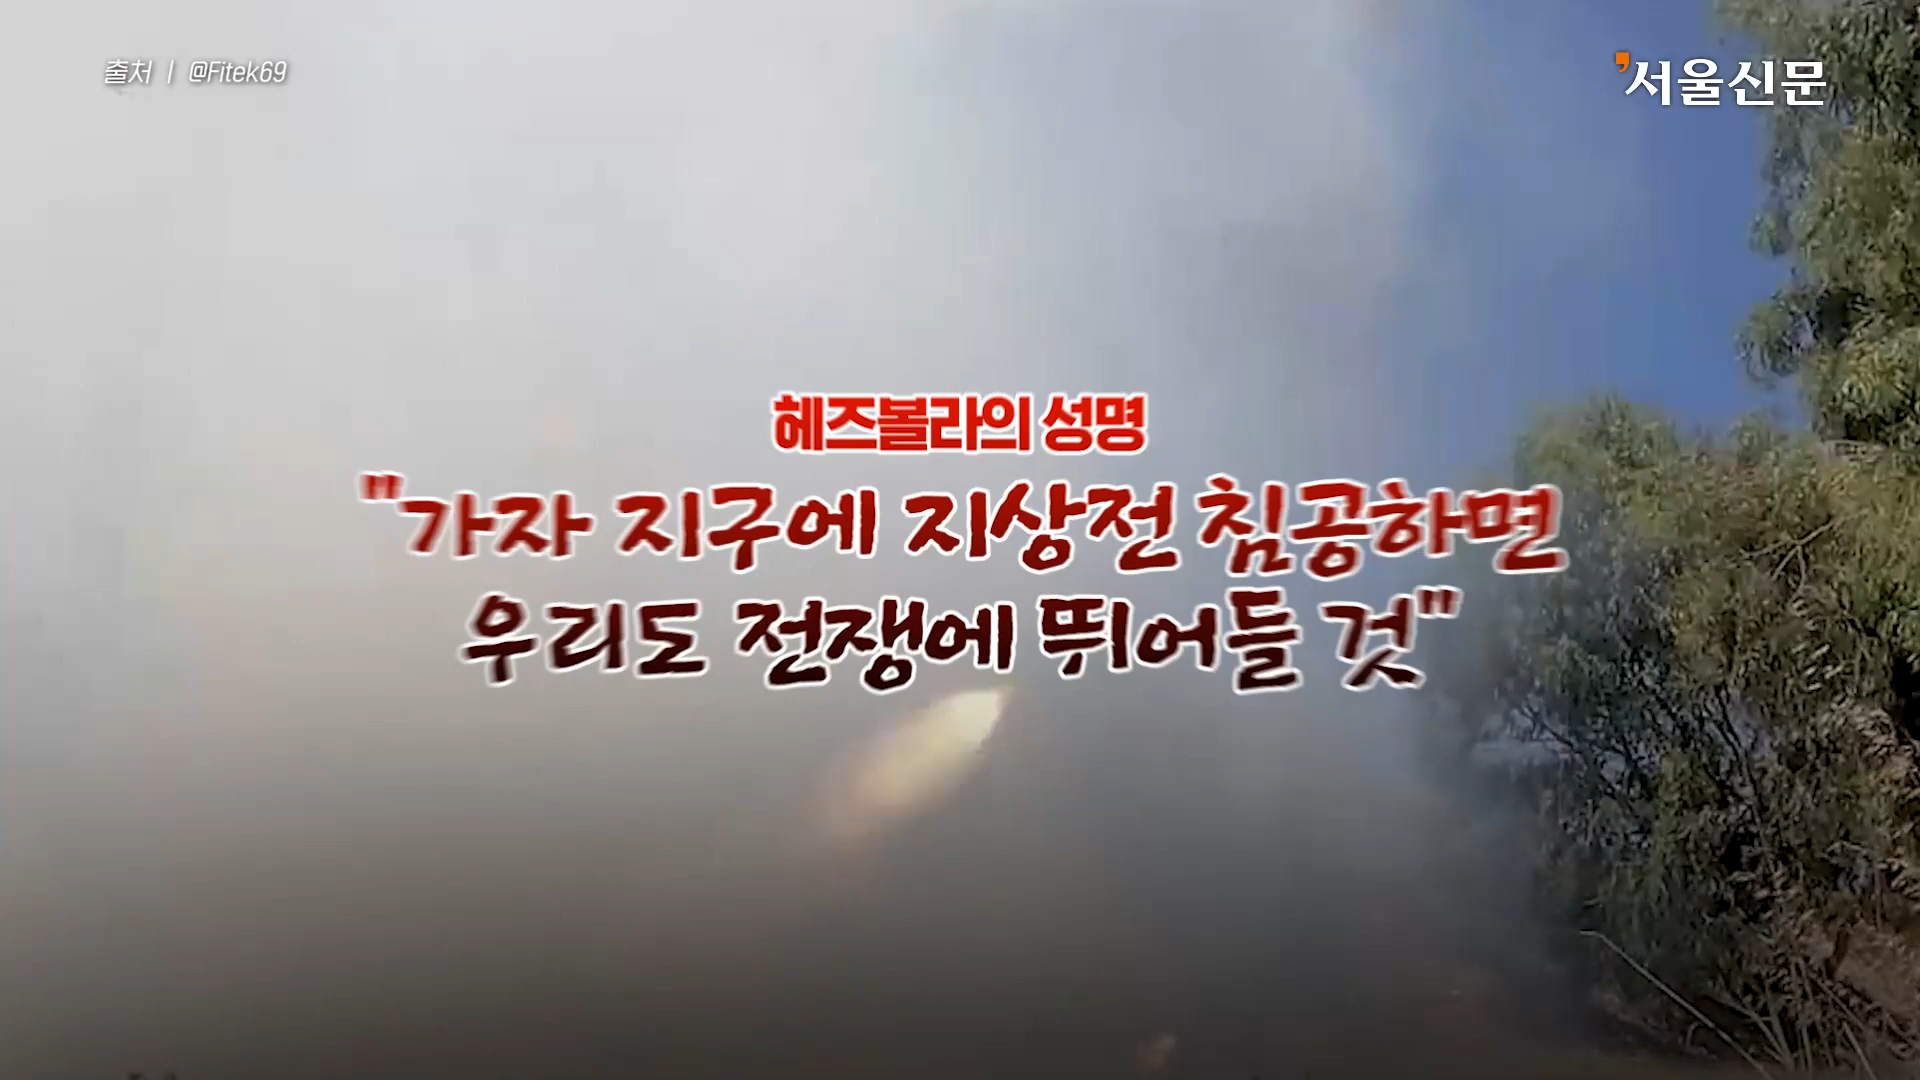 출처 | @Fitek69
서울신문
헤즈볼라의 성명
"가자 지구에 지상전 침공하면
우리도 전쟁에 뛰어들 것"